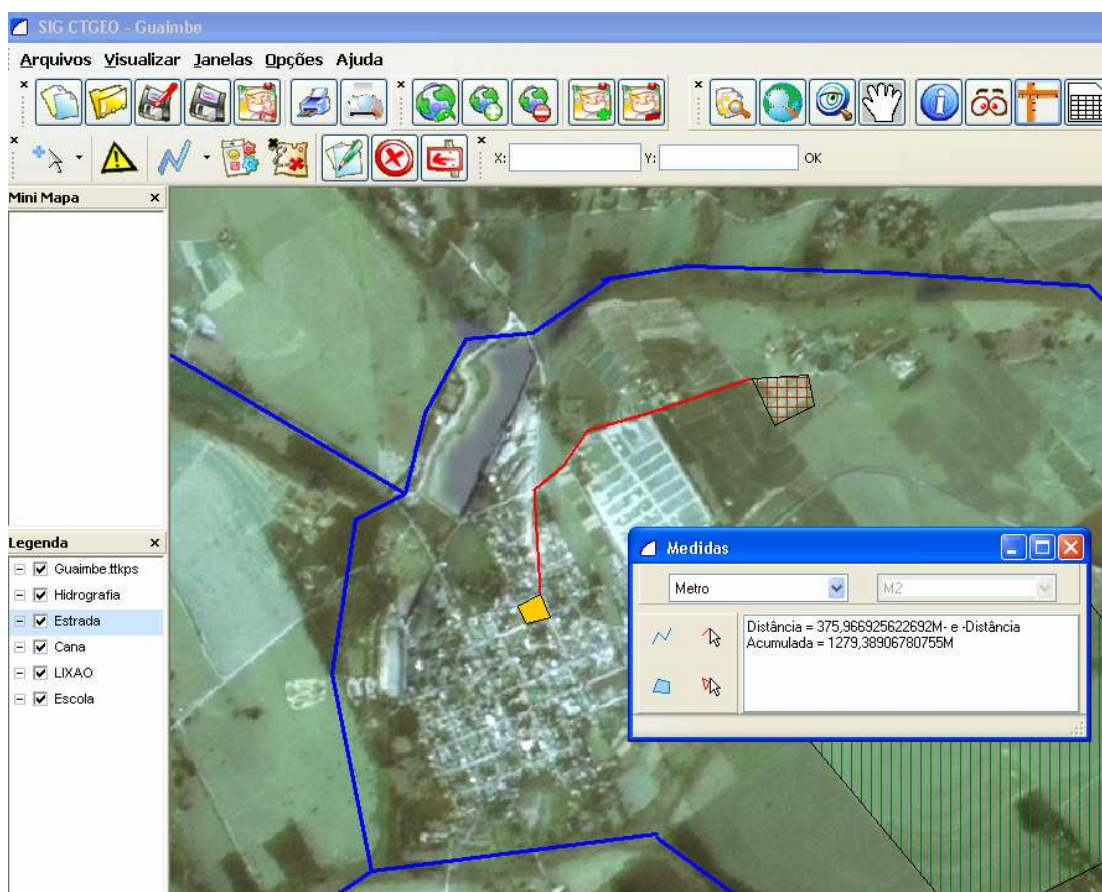 SIG CTGEO - Guaimbe
Arquivos Visualizar Janelas Opções Ajuda
X: Y: OK
Mini Mapa
Legenda
Guaimbe.ttkps
Hidrografia
Estrada
Cana
LIXAO
Escola
Medidas
Metro M2
Distância = 375,966925622692M- e -Distância
Acumulada = 1279,38906780755M